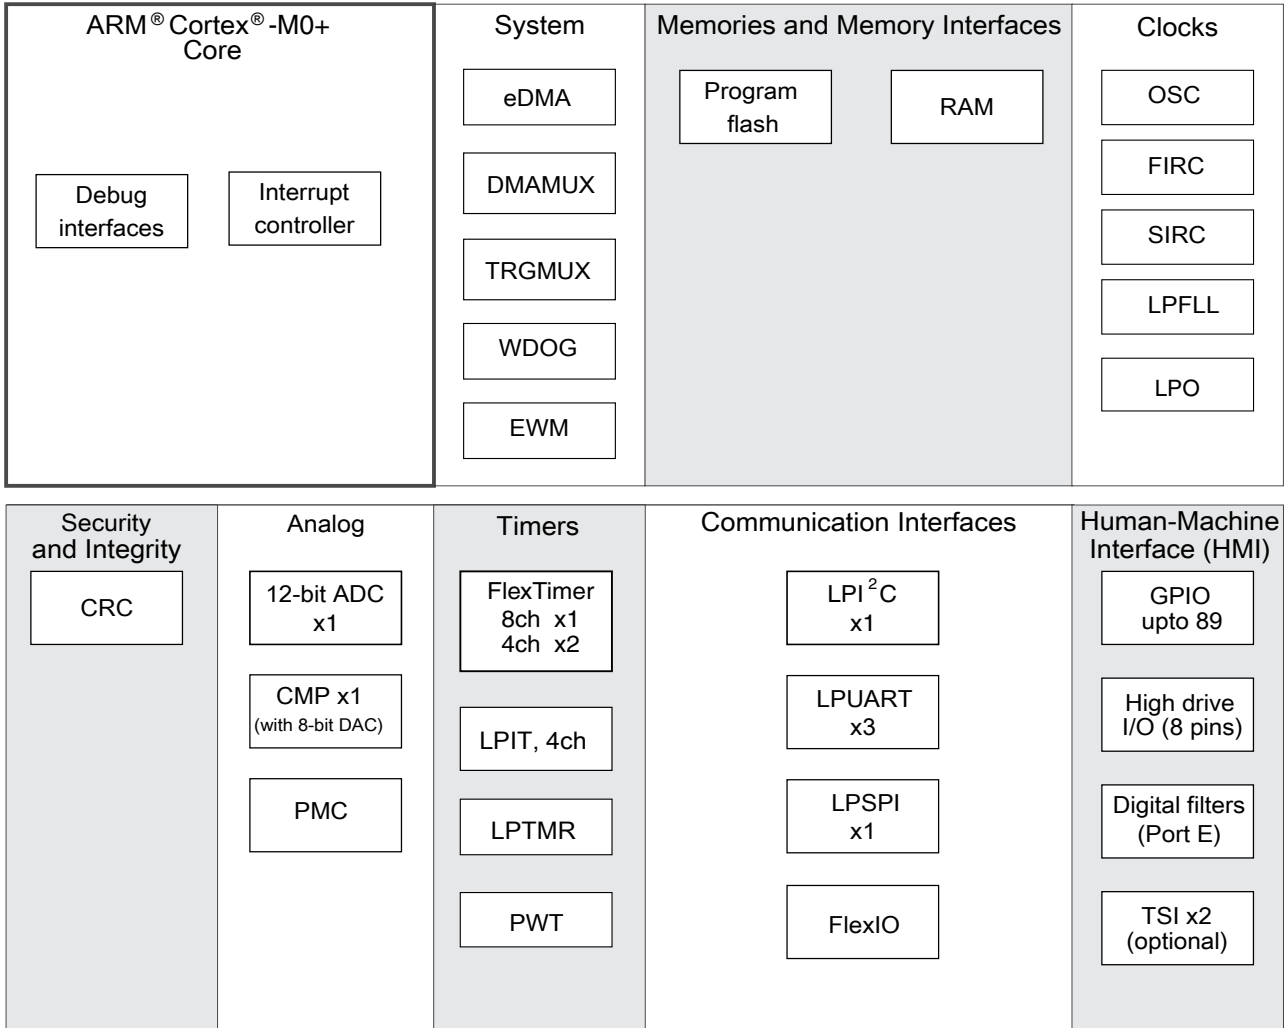 ARM® Cortex®-M0+
Core
Debug
interfaces
Interrupt
controller
System
eDMA
DMAMUX
TRGMUX
WDOG
EWM
Memories and Memory Interfaces
Program
flash
RAM
Clocks
OSC
FIRC
SIRC
LPFLL
LPO
Security
and Integrity
CRC
Analog
12-bit ADC
x1
CMP x1
(with 8-bit DAC)
PMC
Timers
FlexTimer
8ch x1
4ch x2
LPIT, 4ch
LPTMR
PWT
Communication Interfaces
LPI²C
x1
LPUART
x3
LPSPI
x1
FlexIO
Human-Machine
Interface (HMI)
GPIO
upto 89
High drive
I/O (8 pins)
Digital filters
(Port E)
TSI x2
(optional)